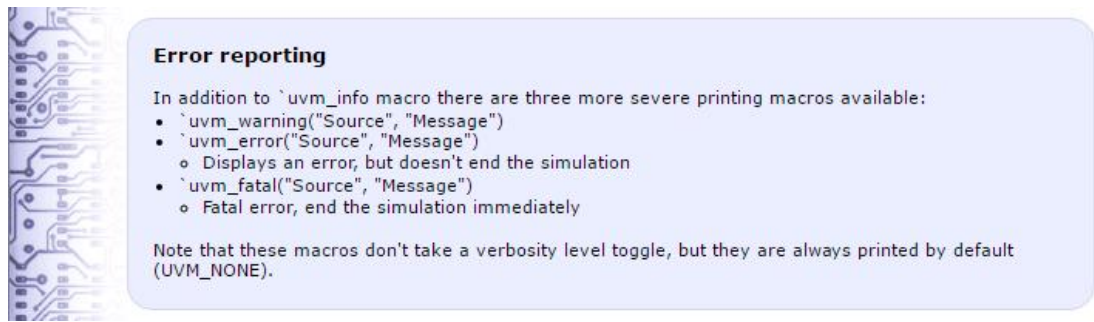 Error reporting
In addition to `uvm_info macro there are three more severe printing macros available:
• `uvm_warning("Source", "Message")
• `uvm_error("Source", "Message")
o Displays an error, but doesn't end the simulation
• `uvm_fatal("Source", "Message")
o Fatal error, end the simulation immediately
Note that these macros don't take a verbosity level toggle, but they are always printed by default
(UVM_NONE).